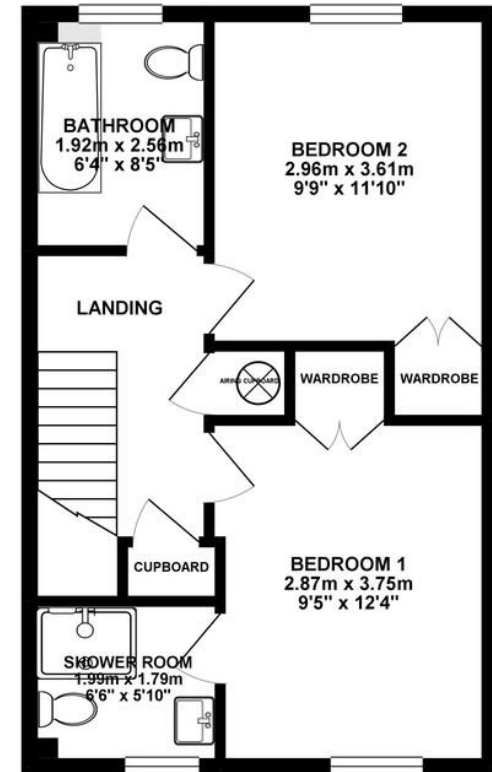 BATHROOM
1.92m x 2.56m
6'4" x 8'5"
BEDROOM 2
2.96m x 3.61m
9'9" x 11'10"
LANDING
AIRING CUPBOARD
WARDROBE
WARDROBE
CUPBOARD
BEDROOM 1
2.87m x 3.75m
9'5" x 12'4"
SHOWER ROOM
1.99m x 1.79m
6'6" x 5'10"